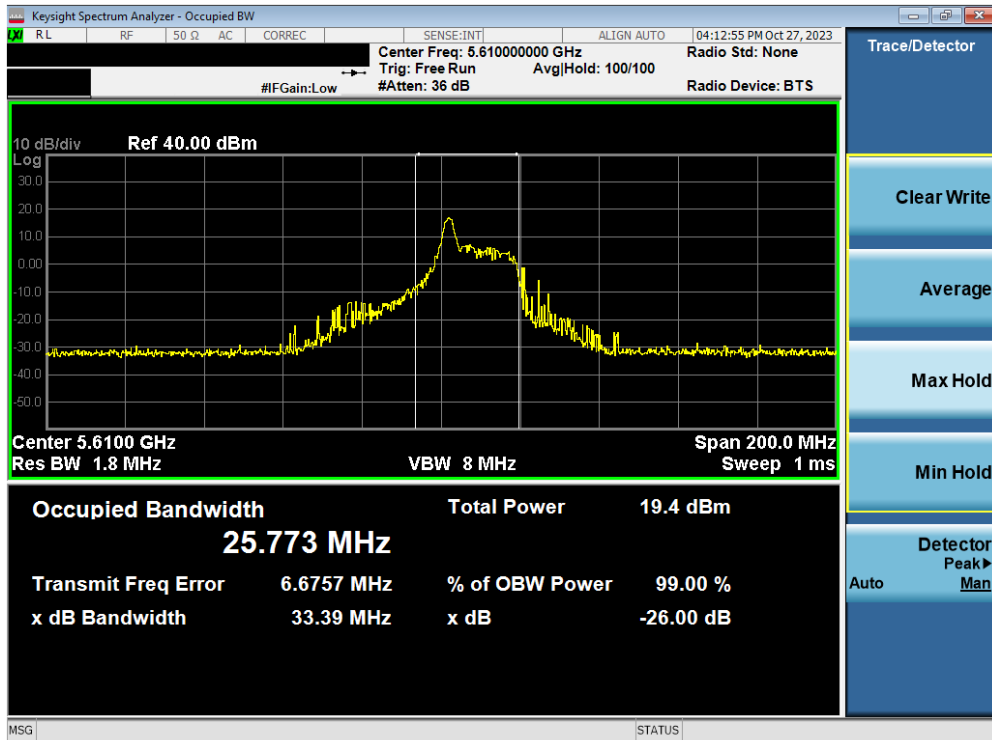 Keysight Spectrum Analyzer - Occupied BW
LXI RL RF 50 Ω AC CORREC SENSE:INT ALIGN AUTO 04:12:55 PM Oct 27, 2023
Center Freq: 5.610000000 GHz Radio Std: None
Trig: Free Run Avg|Hold: 100/100
#IFGain:Low #Atten: 36 dB Radio Device: BTS
10 dB/div Ref 40.00 dBm
Log
30.0
20.0
10.0
0.00
-10.0
-20.0
-30.0
-40.0
-50.0
Center 5.6100 GHz Span 200.0 MHz
Res BW 1.8 MHz VBW 8 MHz Sweep 1 ms
Occupied Bandwidth Total Power 19.4 dBm
25.773 MHz
Transmit Freq Error 6.6757 MHz % of OBW Power 99.00 %
x dB Bandwidth 33.39 MHz x dB -26.00 dB
MSG STATUS
Trace/Detector
Clear Write
Average
Max Hold
Min Hold
Detector
Peak▶
Auto Man